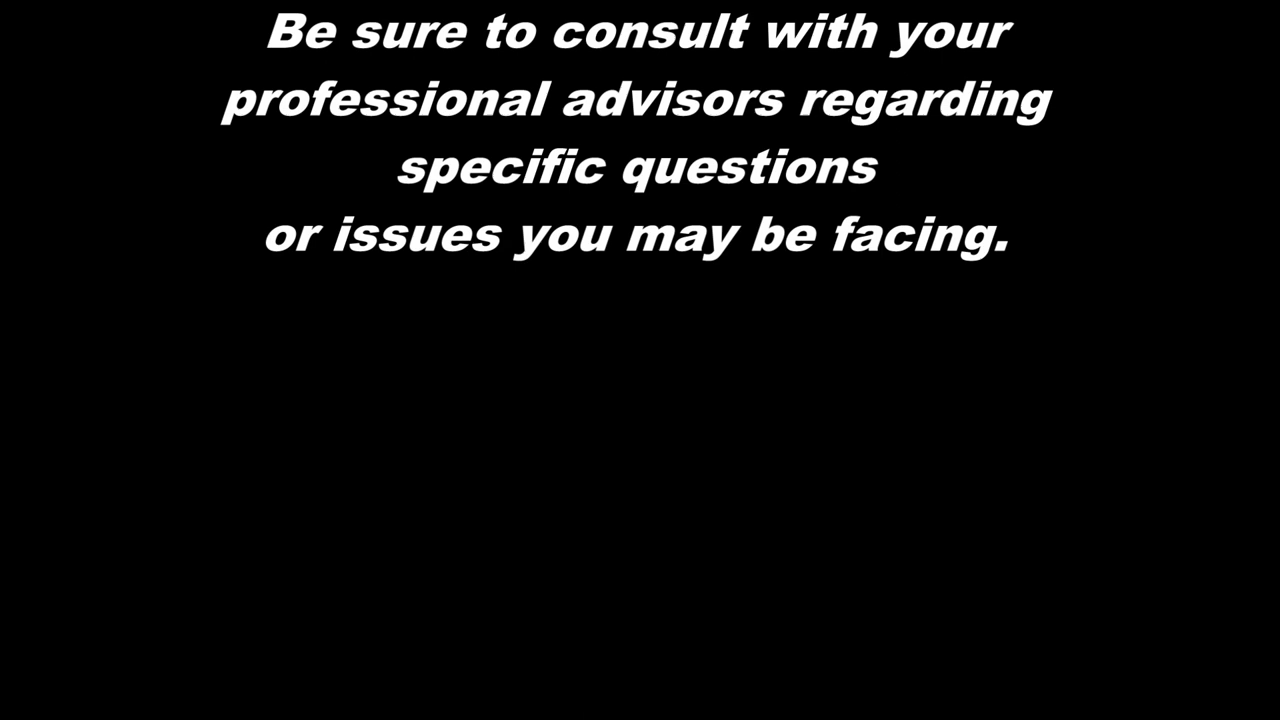 Be sure to consult with your
professional advisors regarding
specific questions
or issues you may be facing.